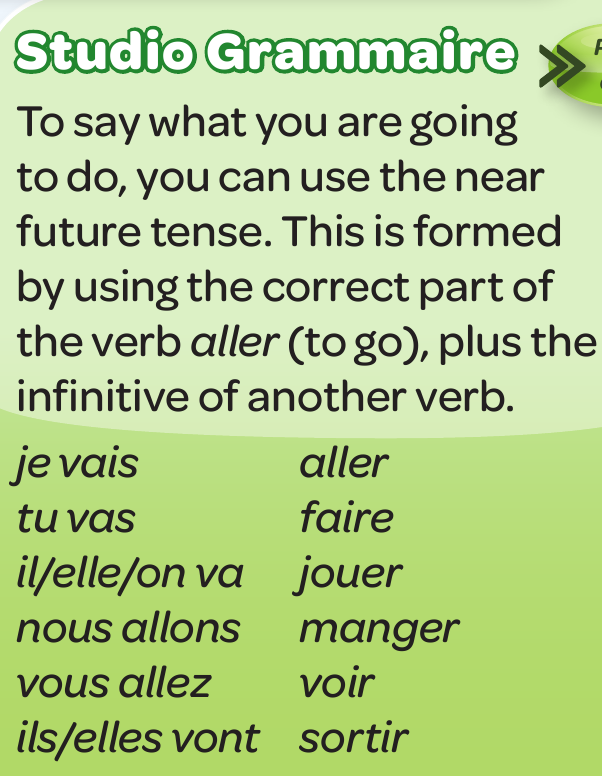 Studio Grammaire
To say what you are going
to do, you can use the near
future tense. This is formed
by using the correct part of
the verb aller (to go), plus the
infinitive of another verb.
je vais aller
tu vas faire
il/elle/on va jouer
nous allons manger
vous allez voir
ils/elles vont sortir